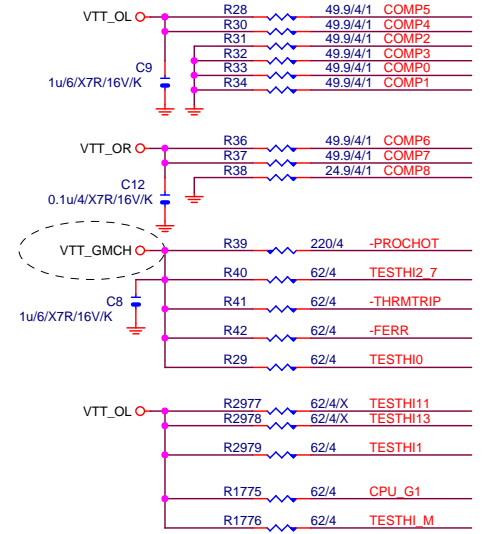 VTT_OL R28 49.9/4/1 COMP5
R30 49.9/4/1 COMP4
R31 49.9/4/1 COMP2
R32 49.9/4/1 COMP3
C9 R33 49.9/4/1 COMP0
1u/6/X7R/16V/K R34 49.9/4/1 COMP1
VTT_OR R36 49.9/4/1 COMP6
R37 49.9/4/1 COMP7
R38 24.9/4/1 COMP8
C12
0.1u/4/X7R/16V/K
VTT_GMCH R39 220/4 -PROCHOT
R40 62/4 TESTHI2_7
C8 R41 62/4 -THRMTRIP
1u/6/X7R/16V/K
R42 62/4 -FERR
R29 62/4 TESTHI0
VTT_OL R2977 62/4/X TESTHI11
R2978 62/4/X TESTHI13
R2979 62/4 TESTHI1
R1775 62/4 CPU_G1
R1776 62/4 TESTHI_M